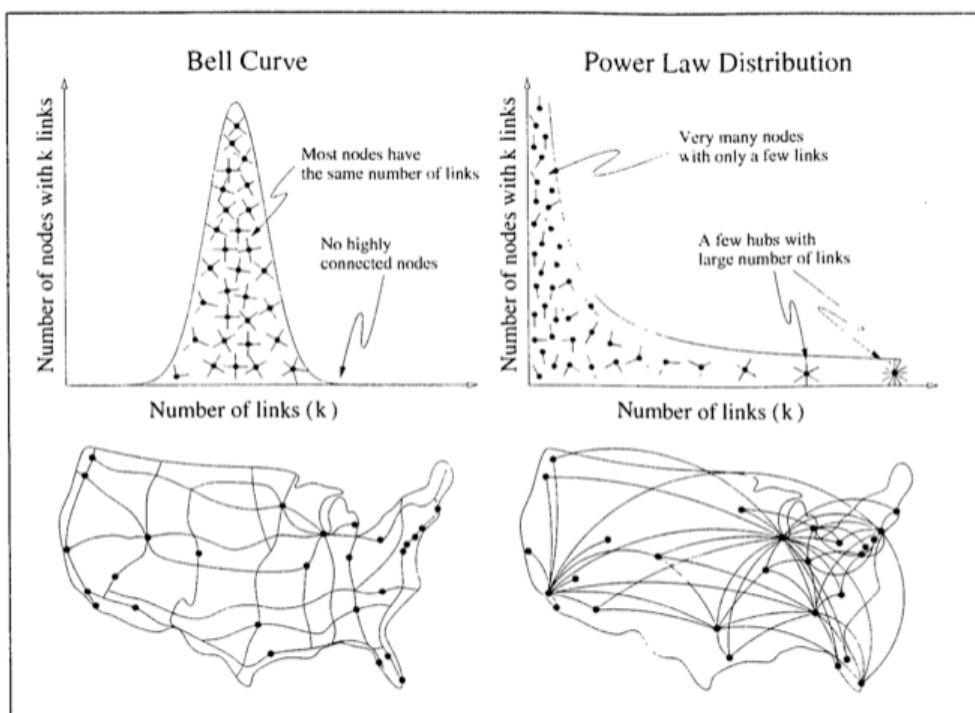 Bell Curve
Number of nodes with k links
Most nodes have
the same number of links
No highly
connected nodes
Number of links (k)
Power Law Distribution
Number of nodes with k links
Very many nodes
with only a few links
A few hubs with
large number of links
Number of links (k)